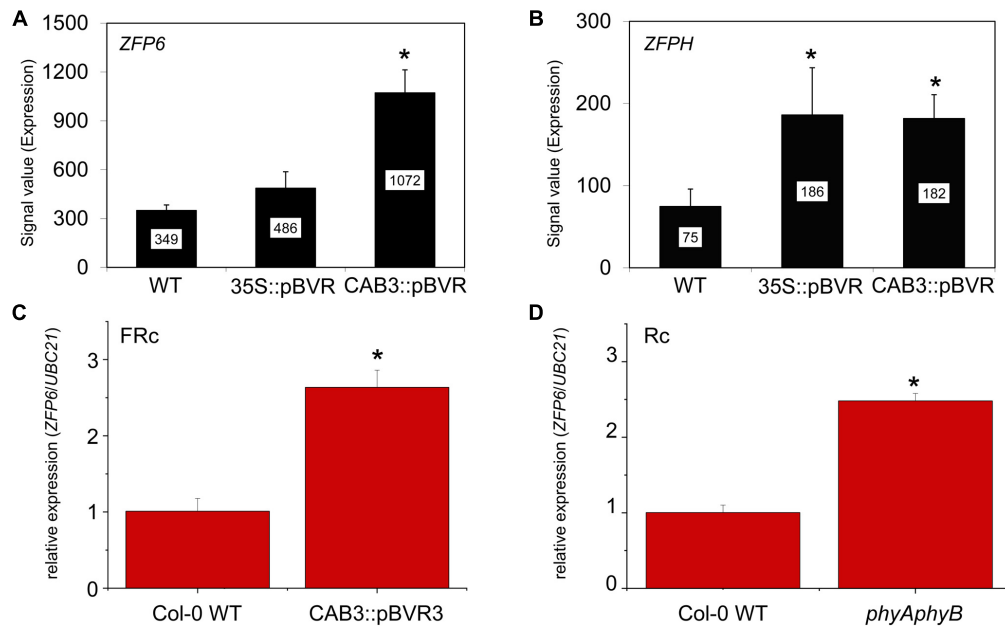 A
ZFP6
Signal value (Expression)
1500
1200
900
600
300
0
349
486
1072
*
WT
35S::pBVR
CAB3::pBVR
B
ZFPH
Signal value (Expression)
300
200
100
0
75
186
182
*
*
WT
35S::pBVR
CAB3::pBVR
C
FRc
relative expression (ZFP6/UBC21)
3
2
1
0
*
Col-0 WT
CAB3::pBVR3
D
Rc
relative expression (ZFP6/UBC21)
3
2
1
0
*
Col-0 WT
phyAphyB